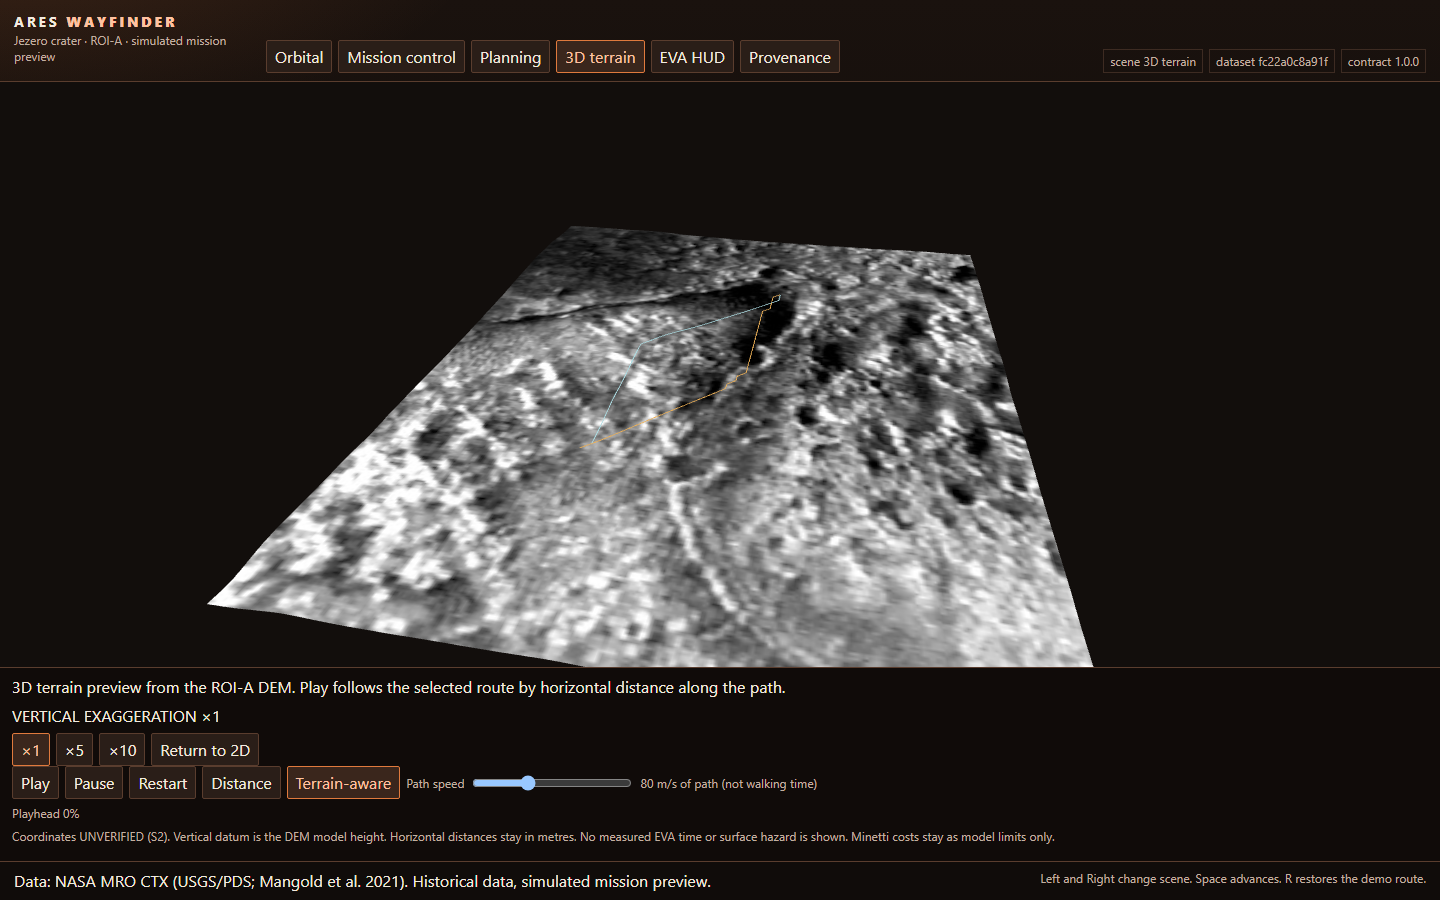 ARES WAYFINDER
Jezero crater · ROI-A · simulated mission
preview
Orbital
Mission control
Planning
3D terrain
EVA HUD
Provenance
scene 3D terrain
dataset fc22a0c8a91f
contract 1.0.0
3D terrain preview from the ROI-A DEM. Play follows the selected route by horizontal distance along the path.
VERTICAL EXAGGERATION ×1
×1
×5
×10
Return to 2D
Play
Pause
Restart
Distance
Terrain-aware
Path speed
80 m/s of path (not walking time)
Playhead 0%
Coordinates UNVERIFIED (S2). Vertical datum is the DEM model height. Horizontal distances stay in metres. No measured EVA time or surface hazard is shown. Minetti costs stay as model limits only.
Data: NASA MRO CTX (USGS/PDS; Mangold et al. 2021). Historical data, simulated mission preview.
Left and Right change scene. Space advances. R restores the demo route.